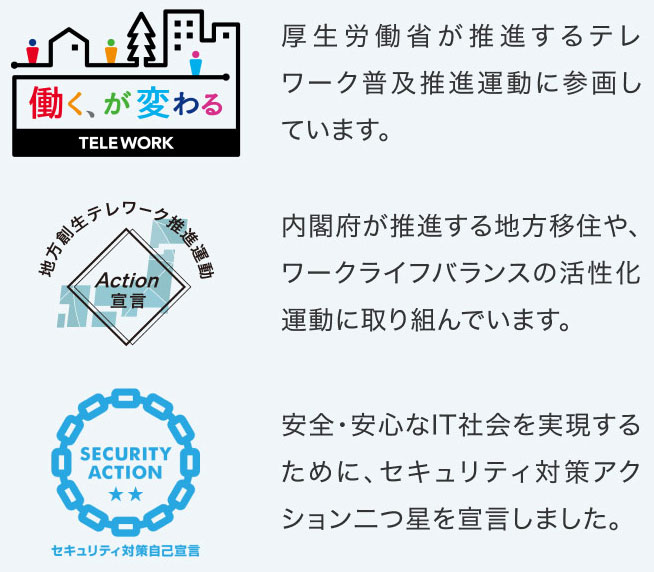 働く、が変わる
TELEWORK
厚生労働省が推進するテレ
ワーク普及推進運動に参画し
ています。
地方創生テレワーク推進運動
Action
宣言
内閣府が推進する地方移住や、
ワークライフバランスの活性化
運動に取り組んでいます。
SECURITY
ACTION
★★
セキュリティ対策自己宣言
安全・安心なIT社会を実現する
ために、セキュリティ対策アク
ション二つ星を宣言しました。